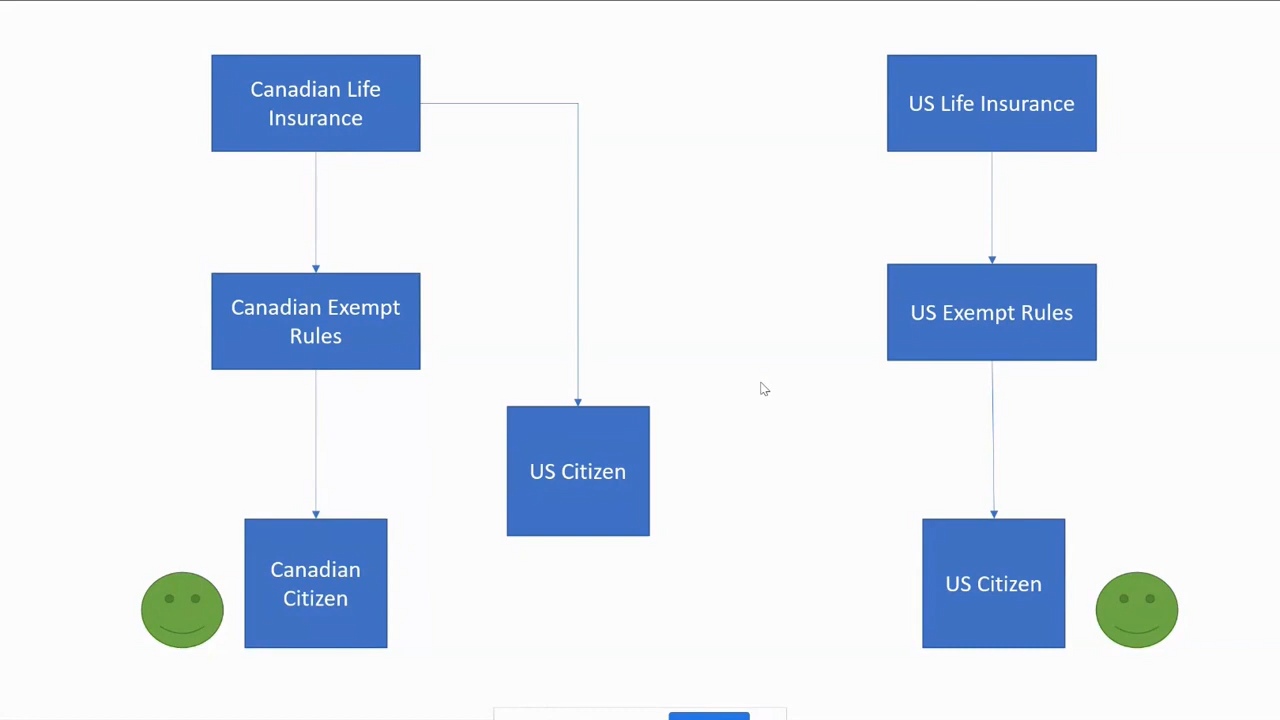 Canadian Life
Insurance
US Life Insurance
Canadian Exempt
Rules
US Exempt Rules
US Citizen
Canadian
Citizen
US Citizen